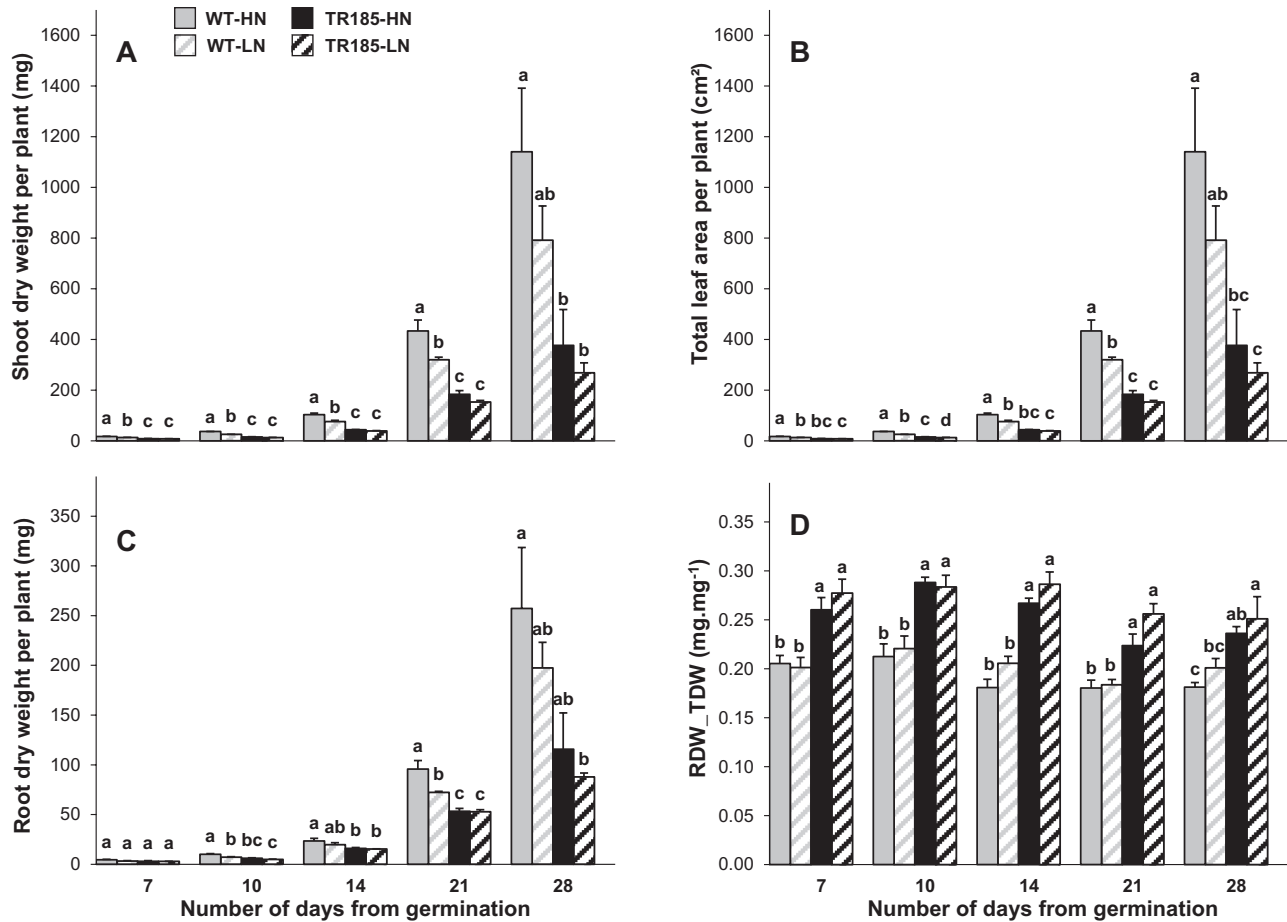 WT-HN TR185-HN
WT-LN TR185-LN
A
Shoot dry weight per plant (mg)
1600
1400
1200
1000
800
600
400
200
0
a b c c
a b c c
a b c c
a b c c
a ab b b
B
Total leaf area per plant (cm²)
1600
1400
1200
1000
800
600
400
200
0
a b bc c
a b c d
a b bc c
a b c c
a ab bc c
C
Root dry weight per plant (mg)
350
300
250
200
150
100
50
0
a a a a
a b bc c
a ab b b
a b c c
a ab ab b
7 10 14 21 28
Number of days from germination
D
RDW_TDW (mg.mg⁻¹)
0.35
0.30
0.25
0.20
0.15
0.10
0.05
0.00
b b a a
b b a a
b b a a
b b a a
c bc ab a
7 10 14 21 28
Number of days from germination